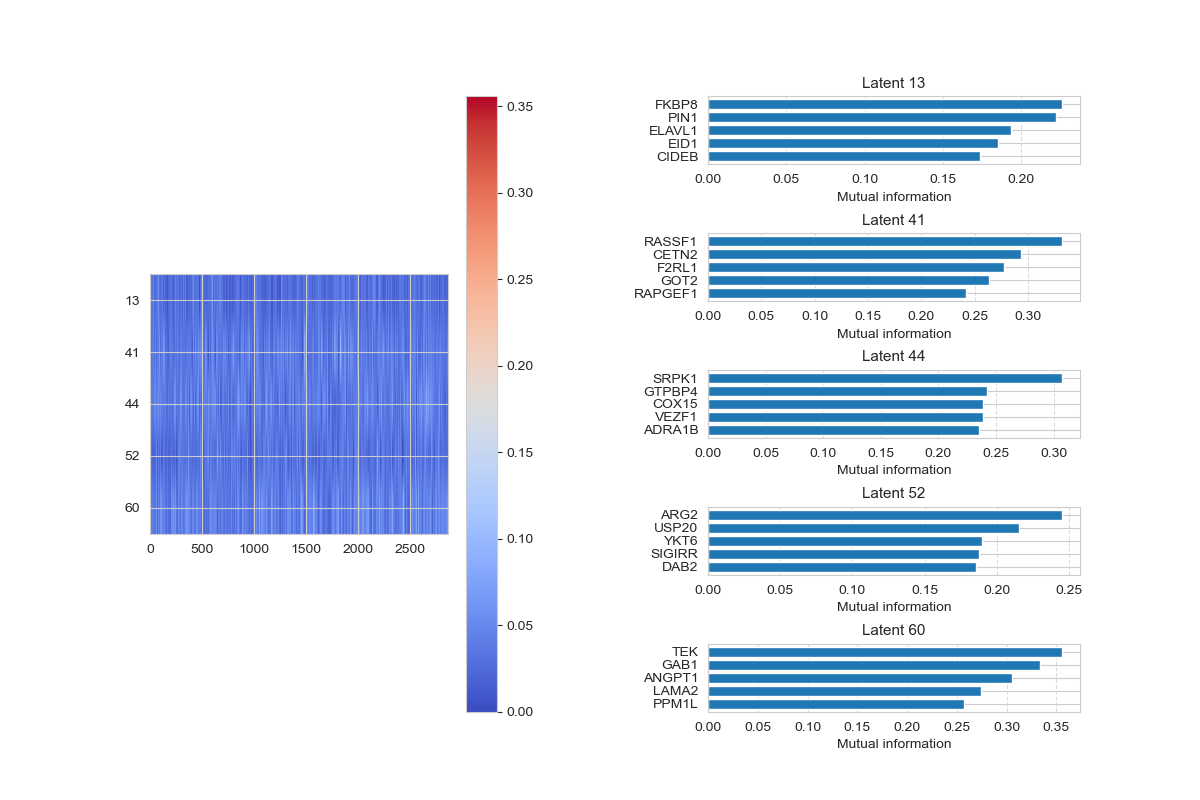 13
41
44
52
60
0 500 1000 1500 2000 2500
0.35
0.30
0.25
0.20
0.15
0.10
0.05
0.00
Latent 13
FKBP8
PIN1
ELAVL1
EID1
CIDEB
0.00 0.05 0.10 0.15 0.20
Mutual information
Latent 41
RASSF1
CETN2
F2RL1
GOT2
RAPGEF1
0.00 0.05 0.10 0.15 0.20 0.25 0.30
Mutual information
Latent 44
SRPK1
GTPBP4
COX15
VEZF1
ADRA1B
0.00 0.05 0.10 0.15 0.20 0.25 0.30
Mutual information
Latent 52
ARG2
USP20
YKT6
SIGIRR
DAB2
0.00 0.05 0.10 0.15 0.20 0.25
Mutual information
Latent 60
TEK
GAB1
ANGPT1
LAMA2
PPM1L
0.00 0.05 0.10 0.15 0.20 0.25 0.30 0.35
Mutual information